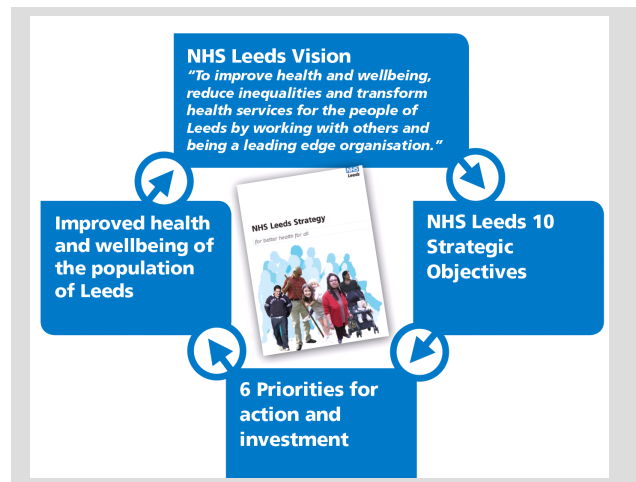 NHS Leeds Vision
“To improve health and wellbeing,
reduce inequalities and transform
health services for the people of
Leeds by working with others and
being a leading edge organisation.”
NHS
Leeds
NHS Leeds Strategy
for better health for all
Improved health
and wellbeing of
the population
of Leeds
NHS Leeds 10
Strategic
Objectives
6 Priorities for
action and
investment